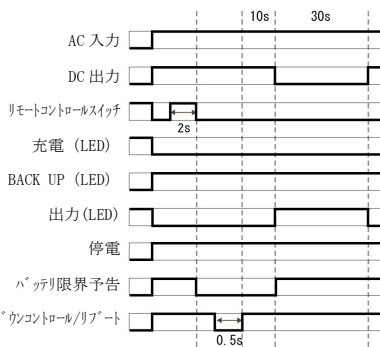 10s 30s
AC 入力
DC 出力
リモートコントロールスイッチ
2s
充電 (LED)
BACK UP (LED)
出力(LED)
停電
バッテリ限界予告
ウンコントロール/リブート
0.5s